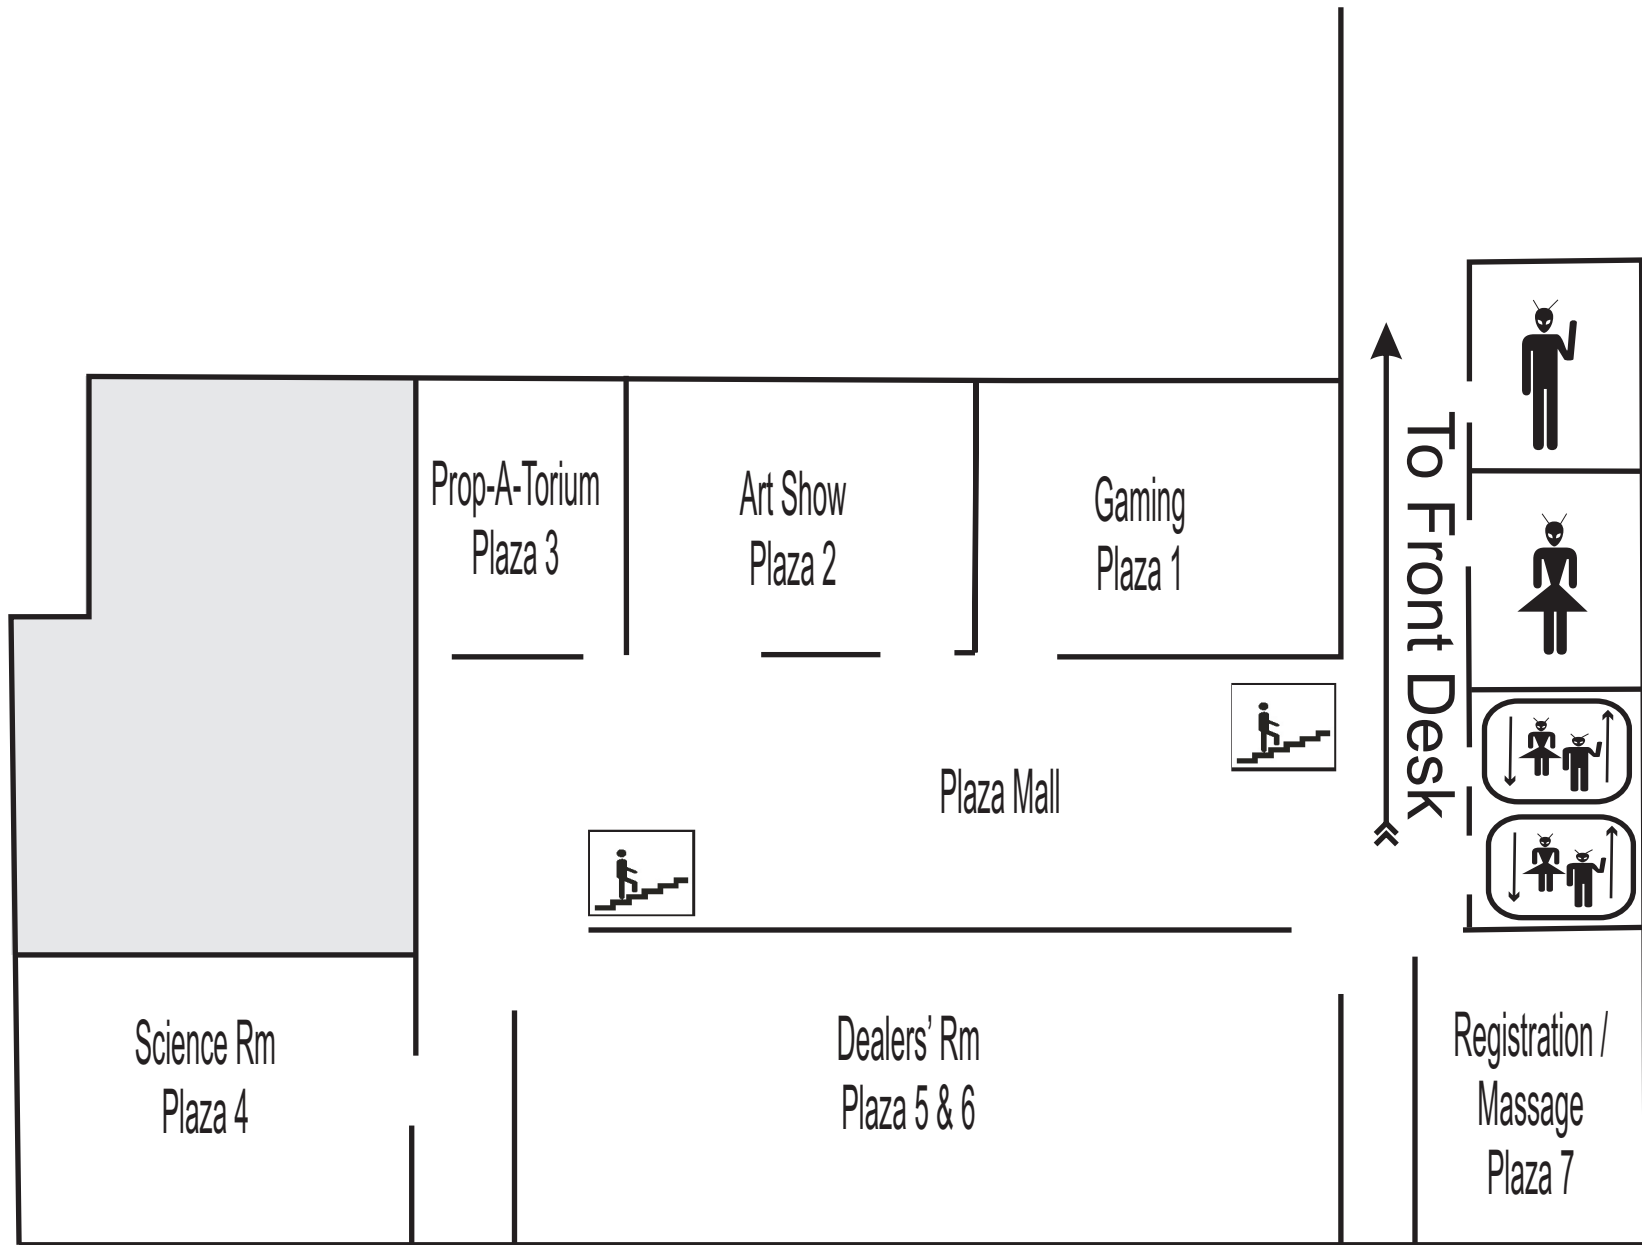 Prop-A-Torium
Plaza 3
Art Show
Plaza 2
Gaming
Plaza 1
To Front Desk
Plaza Mall
Science Rm
Plaza 4
Dealers’ Rm
Plaza 5 & 6
Registration /
Massage
Plaza 7